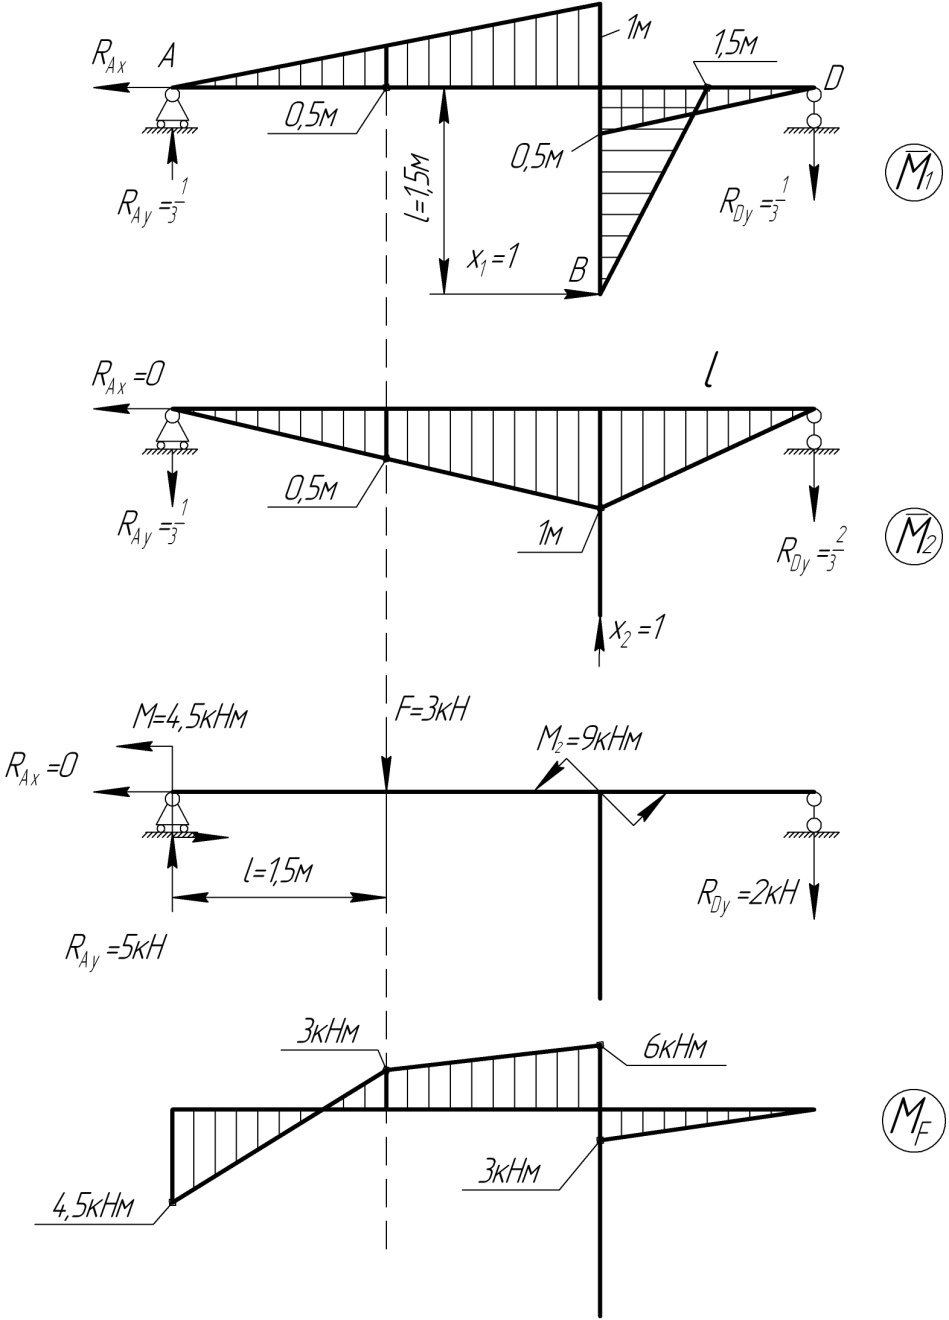 1м
1,5м
R_Ax
A
D
0,5м
0,5м
l=1,5м
M̅₁
R_Ay=1/3
R_Dy=1/3
x₁=1
B
R_Ax=0
l
0,5м
R_Ay=1/3
1м
M̅₂
R_Dy=2/3
x₂=1
M=4,5кНм
F=3кН
M₂=9кНм
R_Ax=0
l=1,5м
R_Dy=2кН
R_Ay=5кН
3кНм
6кНм
M_F
3кНм
4,5кНм